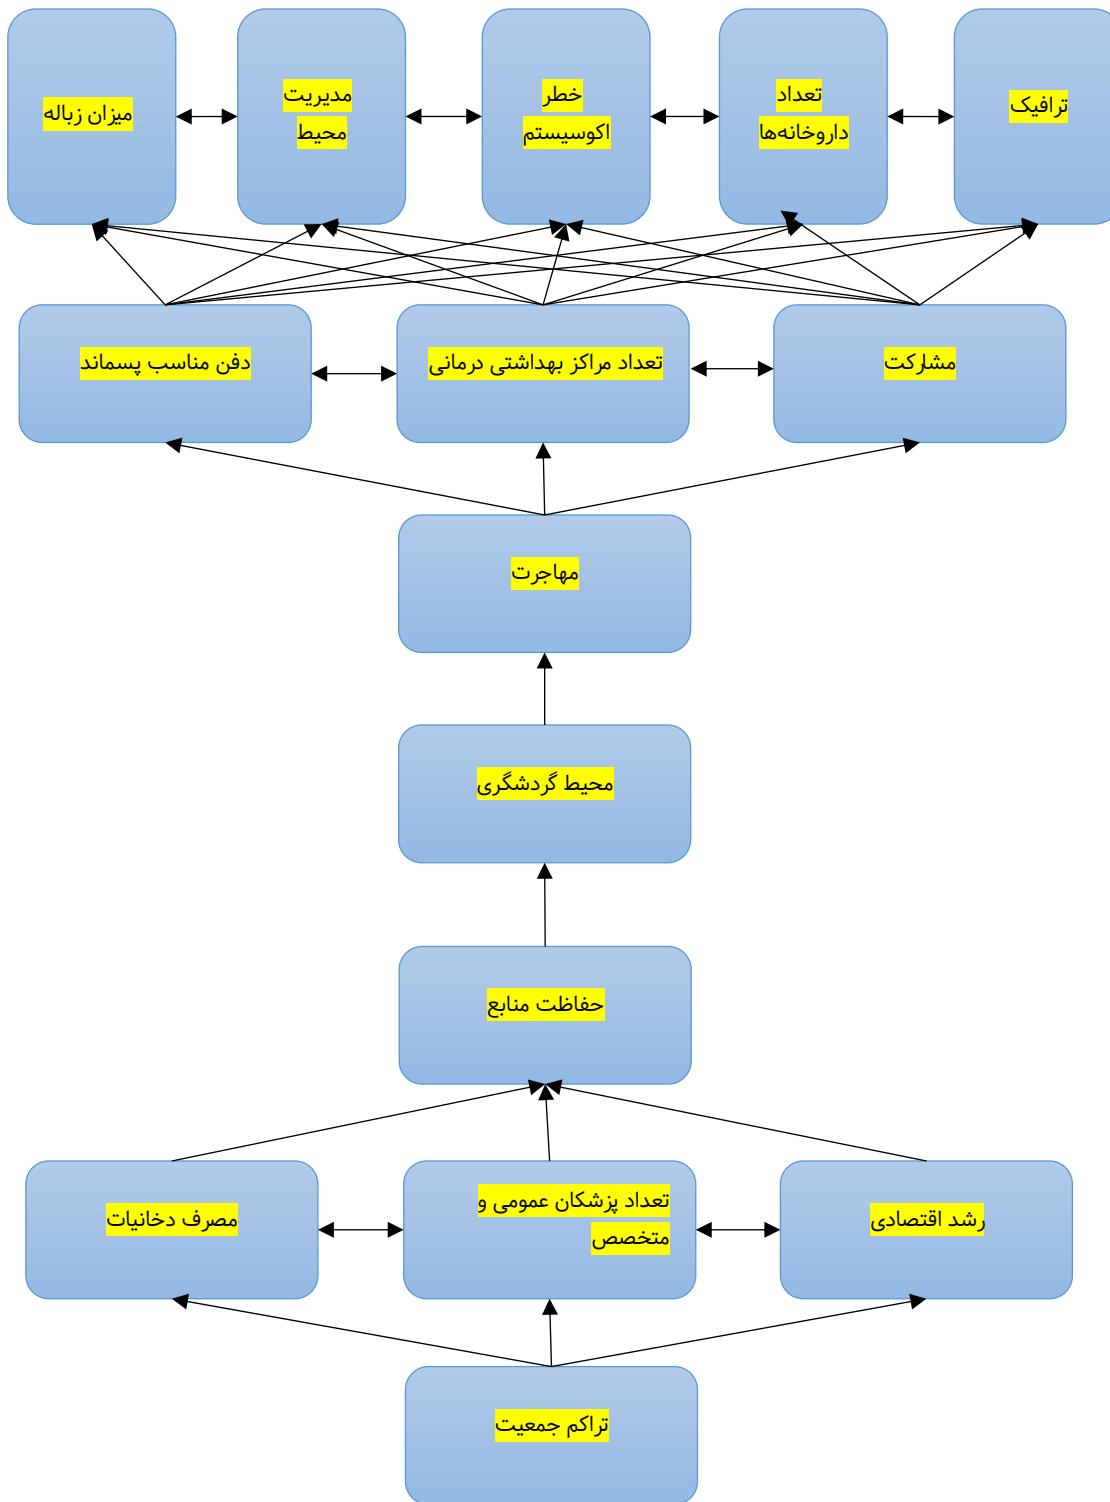 ترافیک
تعداد
داروخانه‌ها
خطر
اکوسیستم
مدیریت
محیط
میزان زباله
مشارکت
تعداد مراکز بهداشتی درمانی
دفن مناسب پسماند
مهاجرت
محیط گردشگری
حفاظت منابع
رشد اقتصادی
تعداد پزشکان عمومی و
متخصص
مصرف دخانیات
تراکم جمعیت